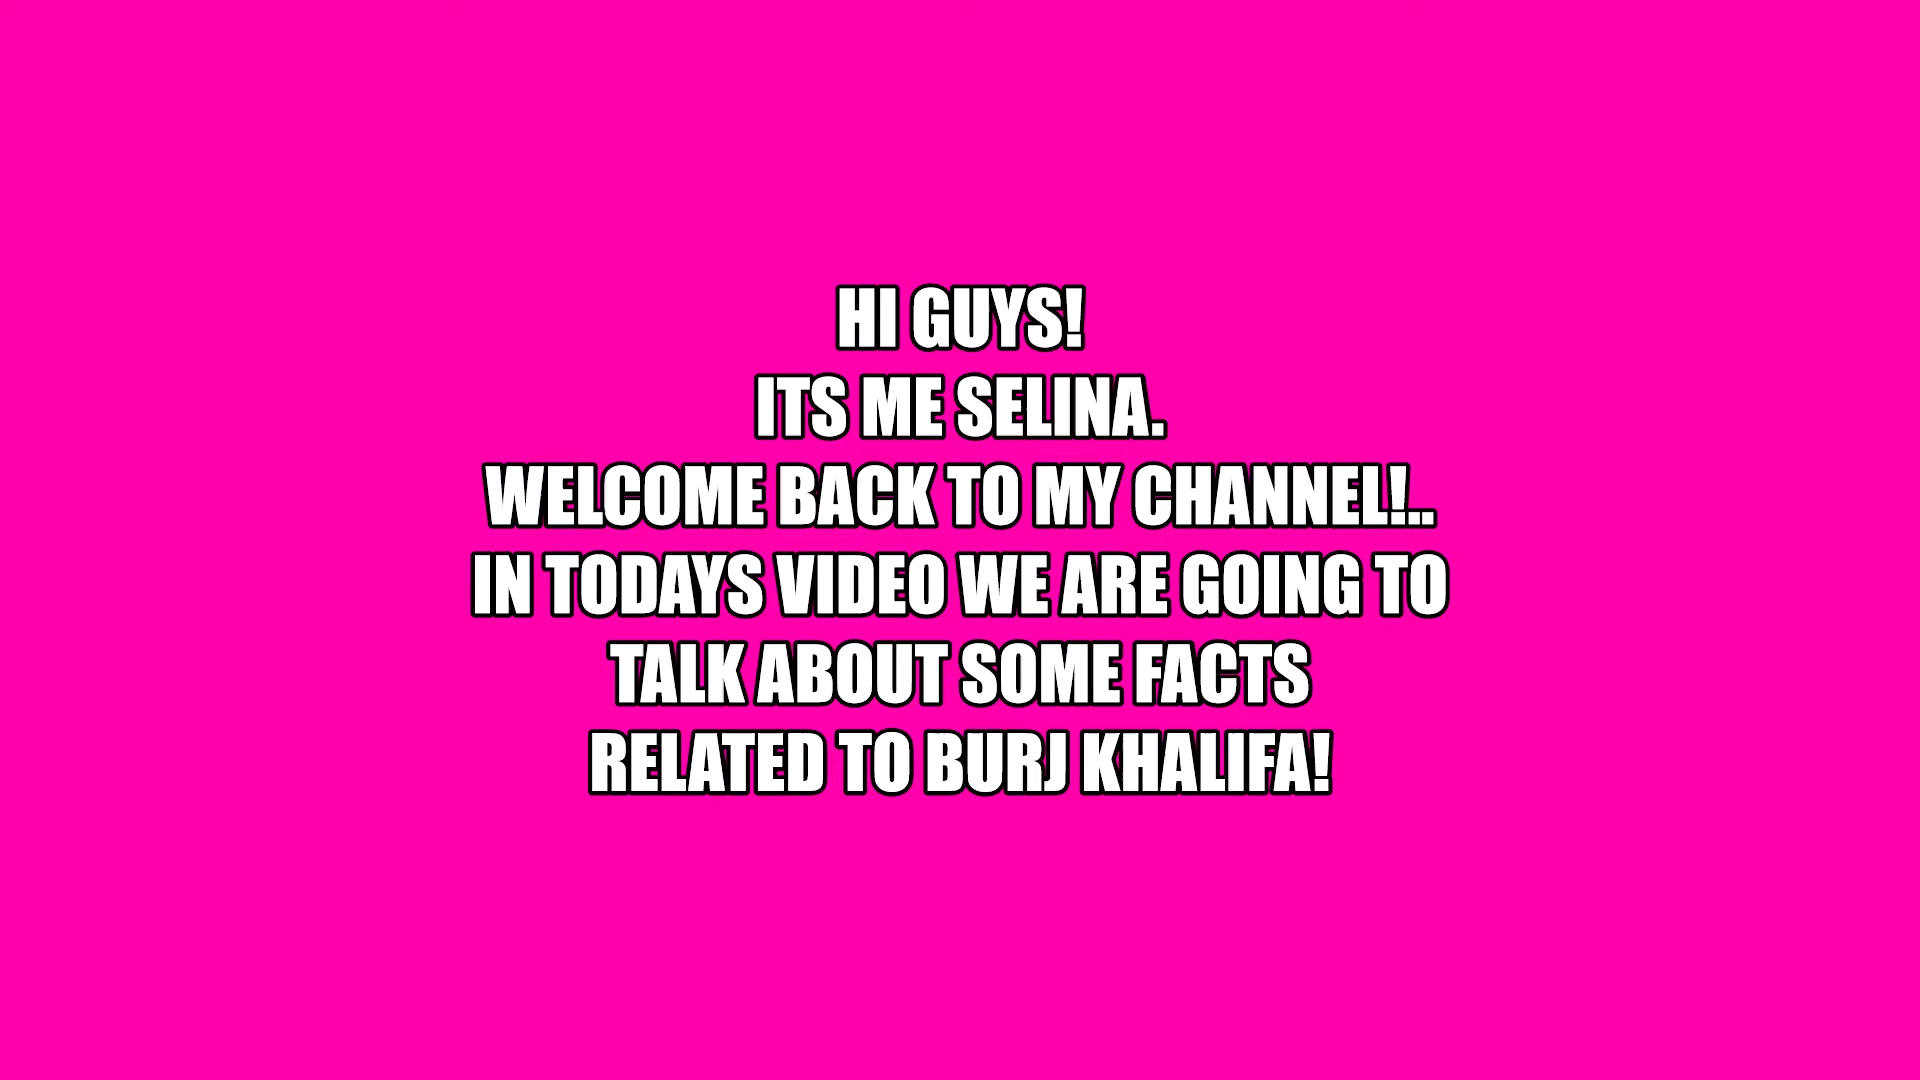 HI GUYS!
ITS ME SELINA.
WELCOME BACK TO MY CHANNEL!..
IN TODAYS VIDEO WE ARE GOING TO
TALK ABOUT SOME FACTS
RELATED TO BURJ KHALIFA!